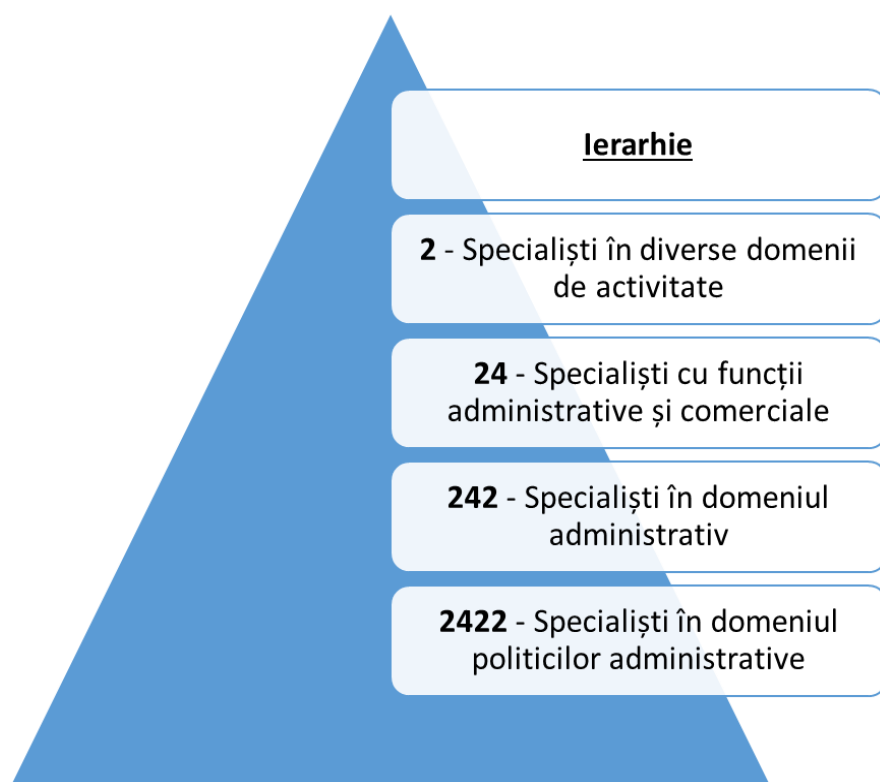 Ierarhie
2 - Specialiști în diverse domenii
de activitate
24 - Specialiști cu funcții
administrative și comerciale
242 - Specialiști în domeniul
administrativ
2422 - Specialiști în domeniul
politicilor administrative